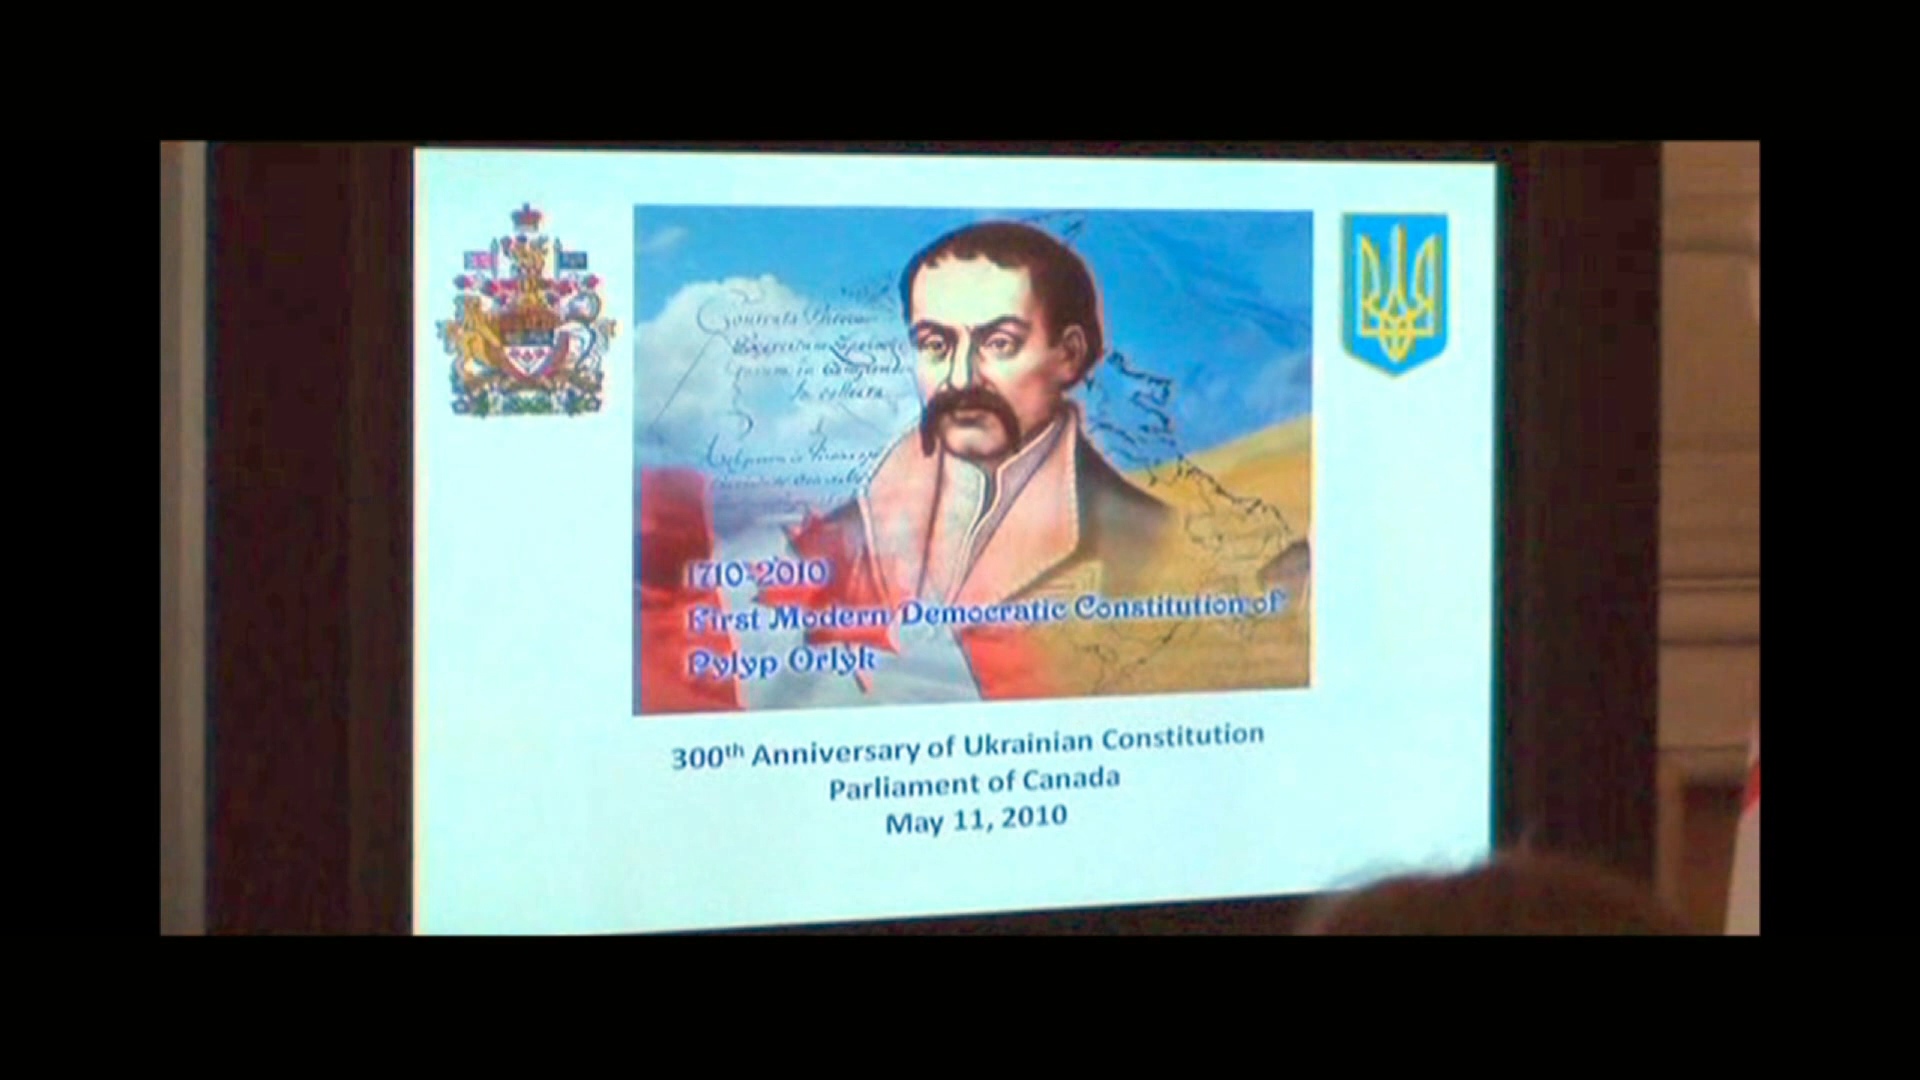 1710-2010
First Modern Democratic Constitution of
Pylyp Orlyk
300th Anniversary of Ukrainian Constitution
Parliament of Canada
May 11, 2010